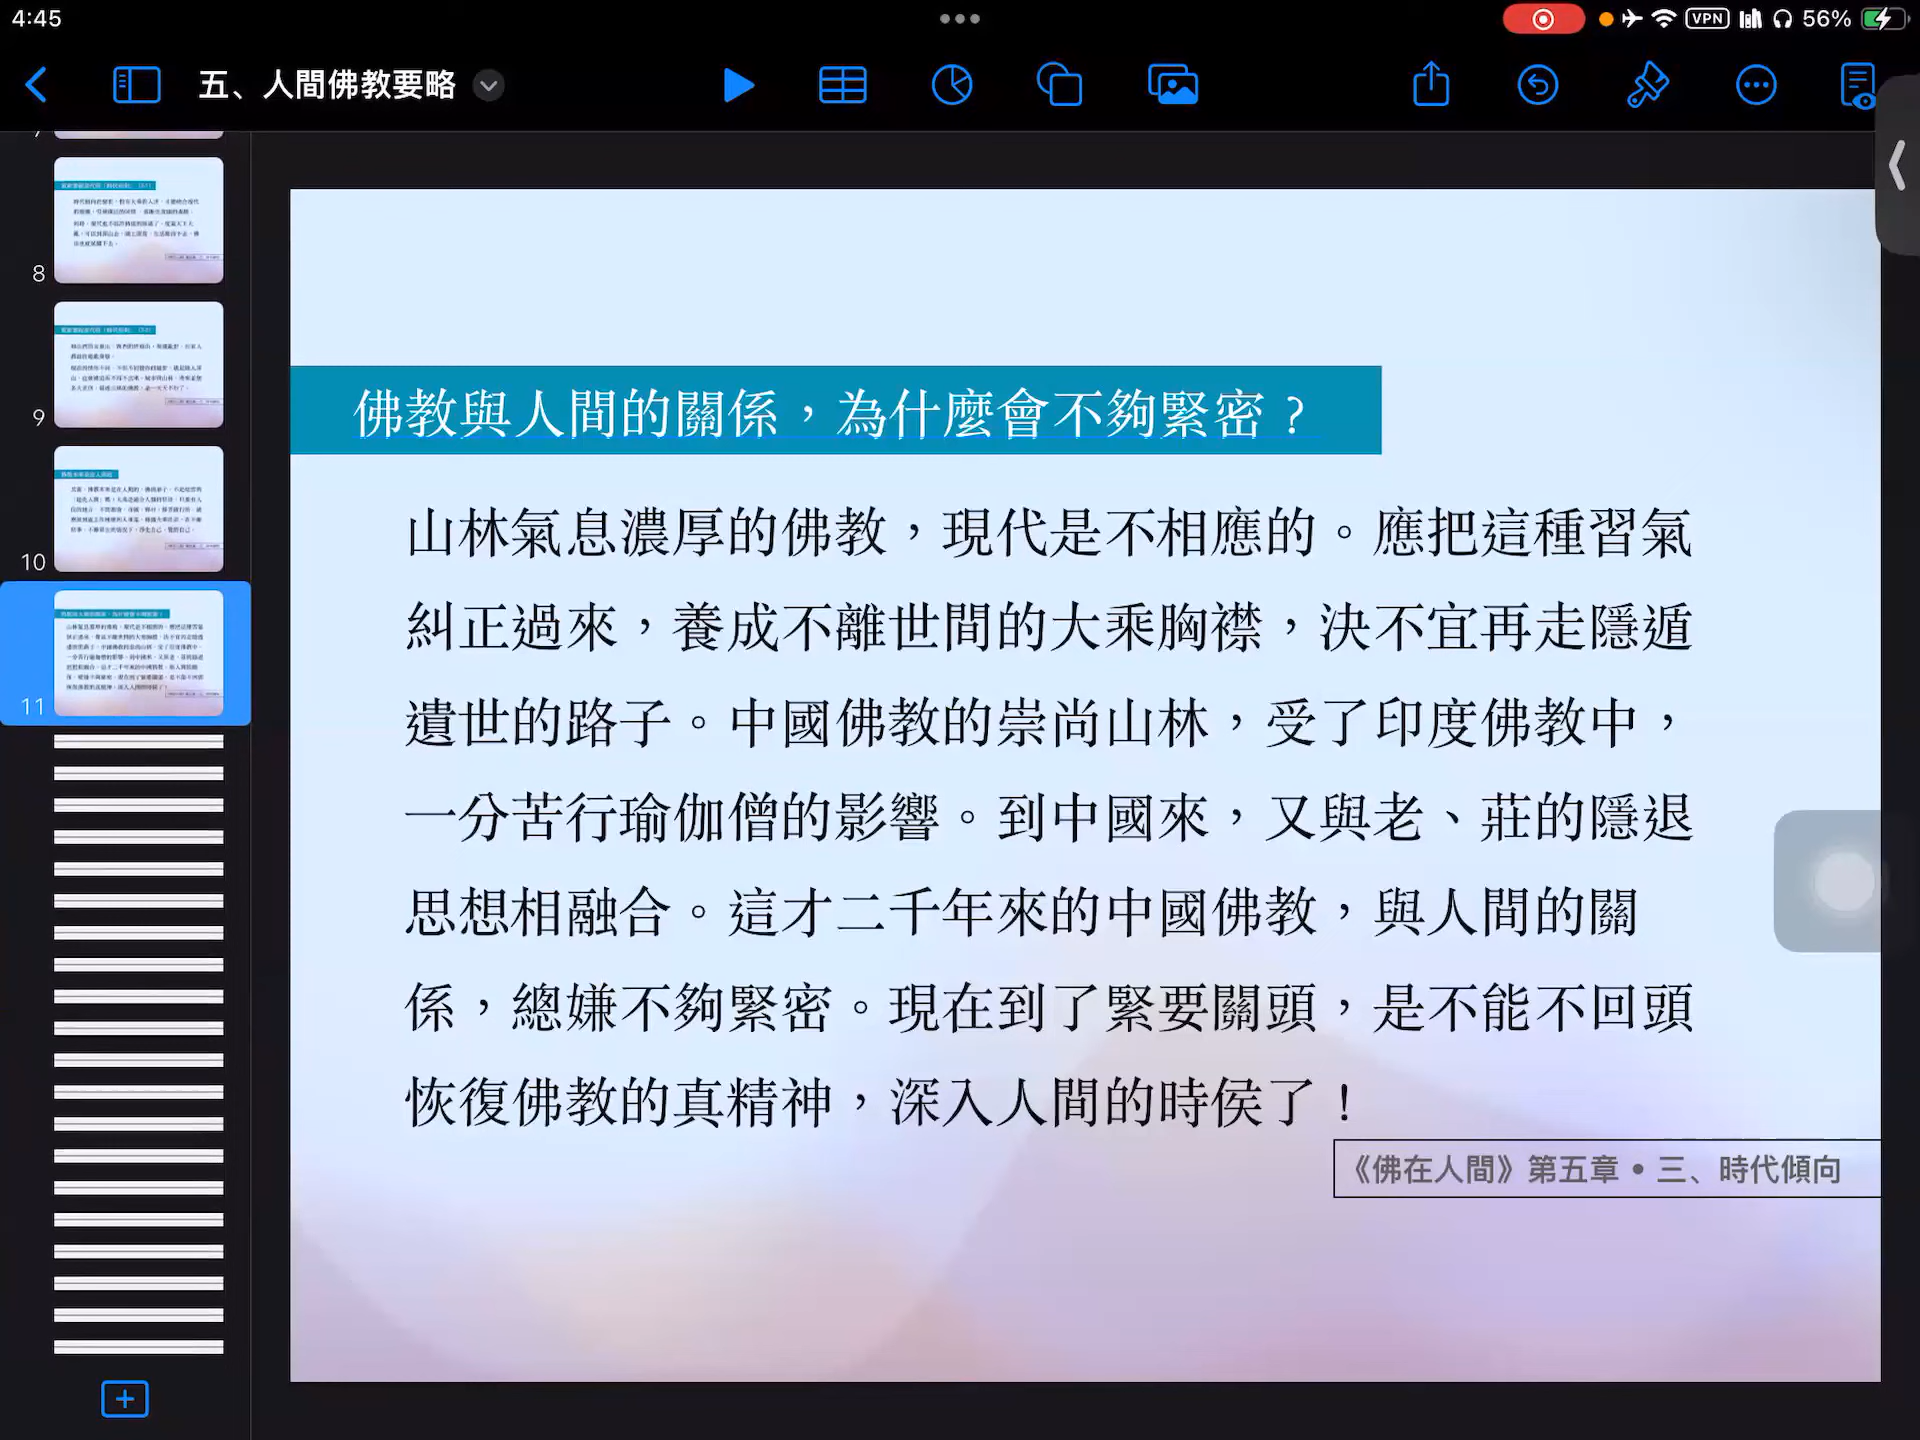 4:45
VPN
56%
五、人間佛教要略
8
9
10
11
佛教與人間的關係，為什麼會不夠緊密？
山林氣息濃厚的佛教，現代是不相應的。應把這種習氣
糾正過來，養成不離世間的大乘胸襟，決不宜再走隱遁
遺世的路子。中國佛教的崇尚山林，受了印度佛教中，
一分苦行瑜伽僧的影響。到中國來，又與老、莊的隱退
思想相融合。這才二千年來的中國佛教，與人間的關
係，總嫌不夠緊密。現在到了緊要關頭，是不能不回頭
恢復佛教的真精神，深入人間的時侯了！
《佛在人間》第五章•三、時代傾向